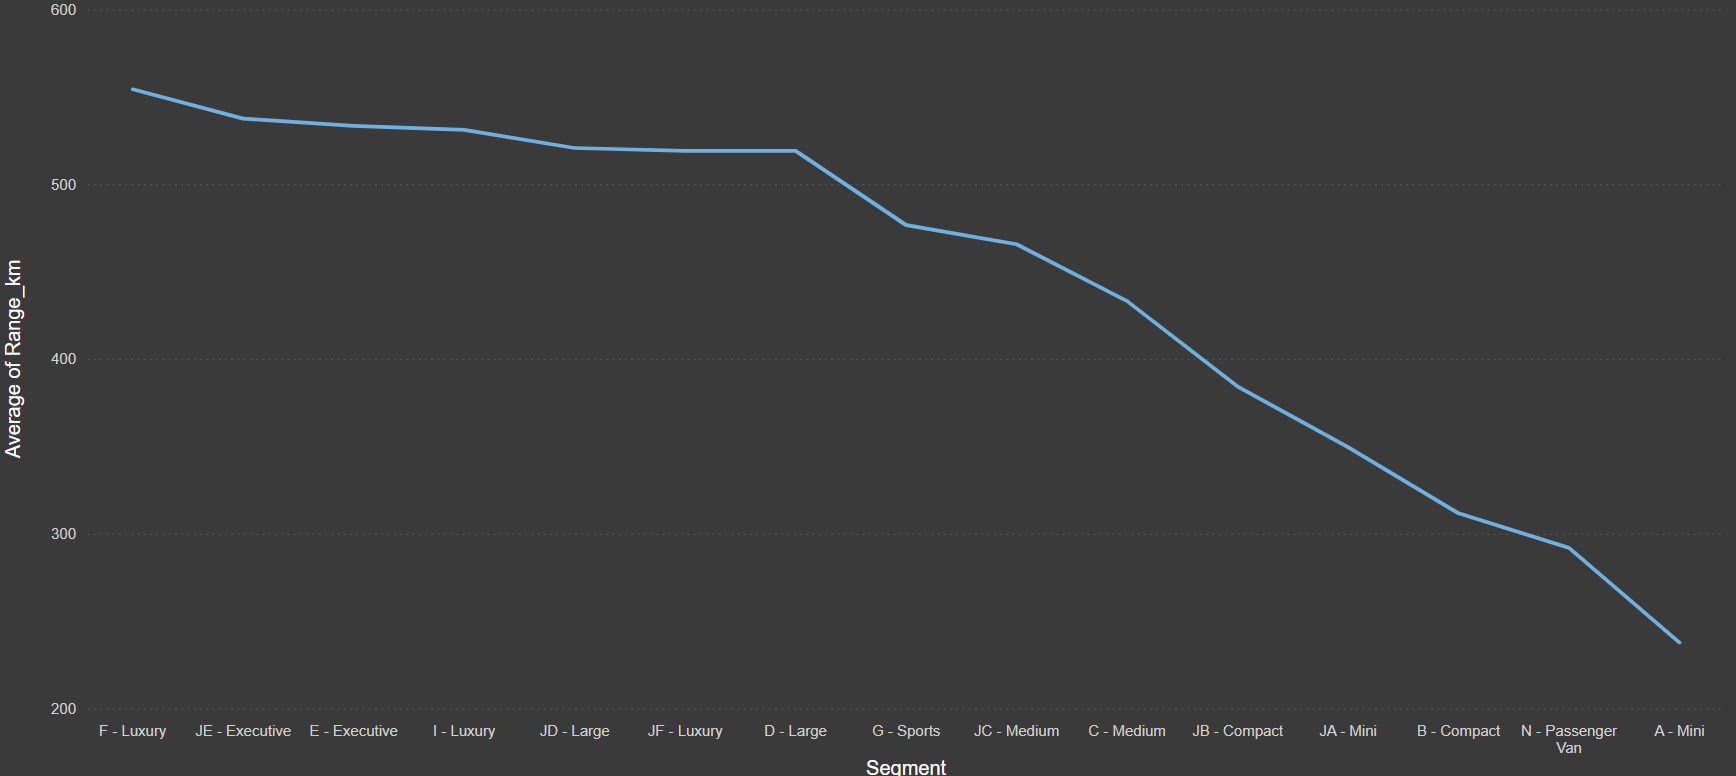 600
500
400
300
200
Average of Range_km
F - Luxury
JE - Executive
E - Executive
I - Luxury
JD - Large
JF - Luxury
D - Large
G - Sports
JC - Medium
C - Medium
JB - Compact
JA - Mini
B - Compact
N - Passenger
Van
A - Mini
Segment